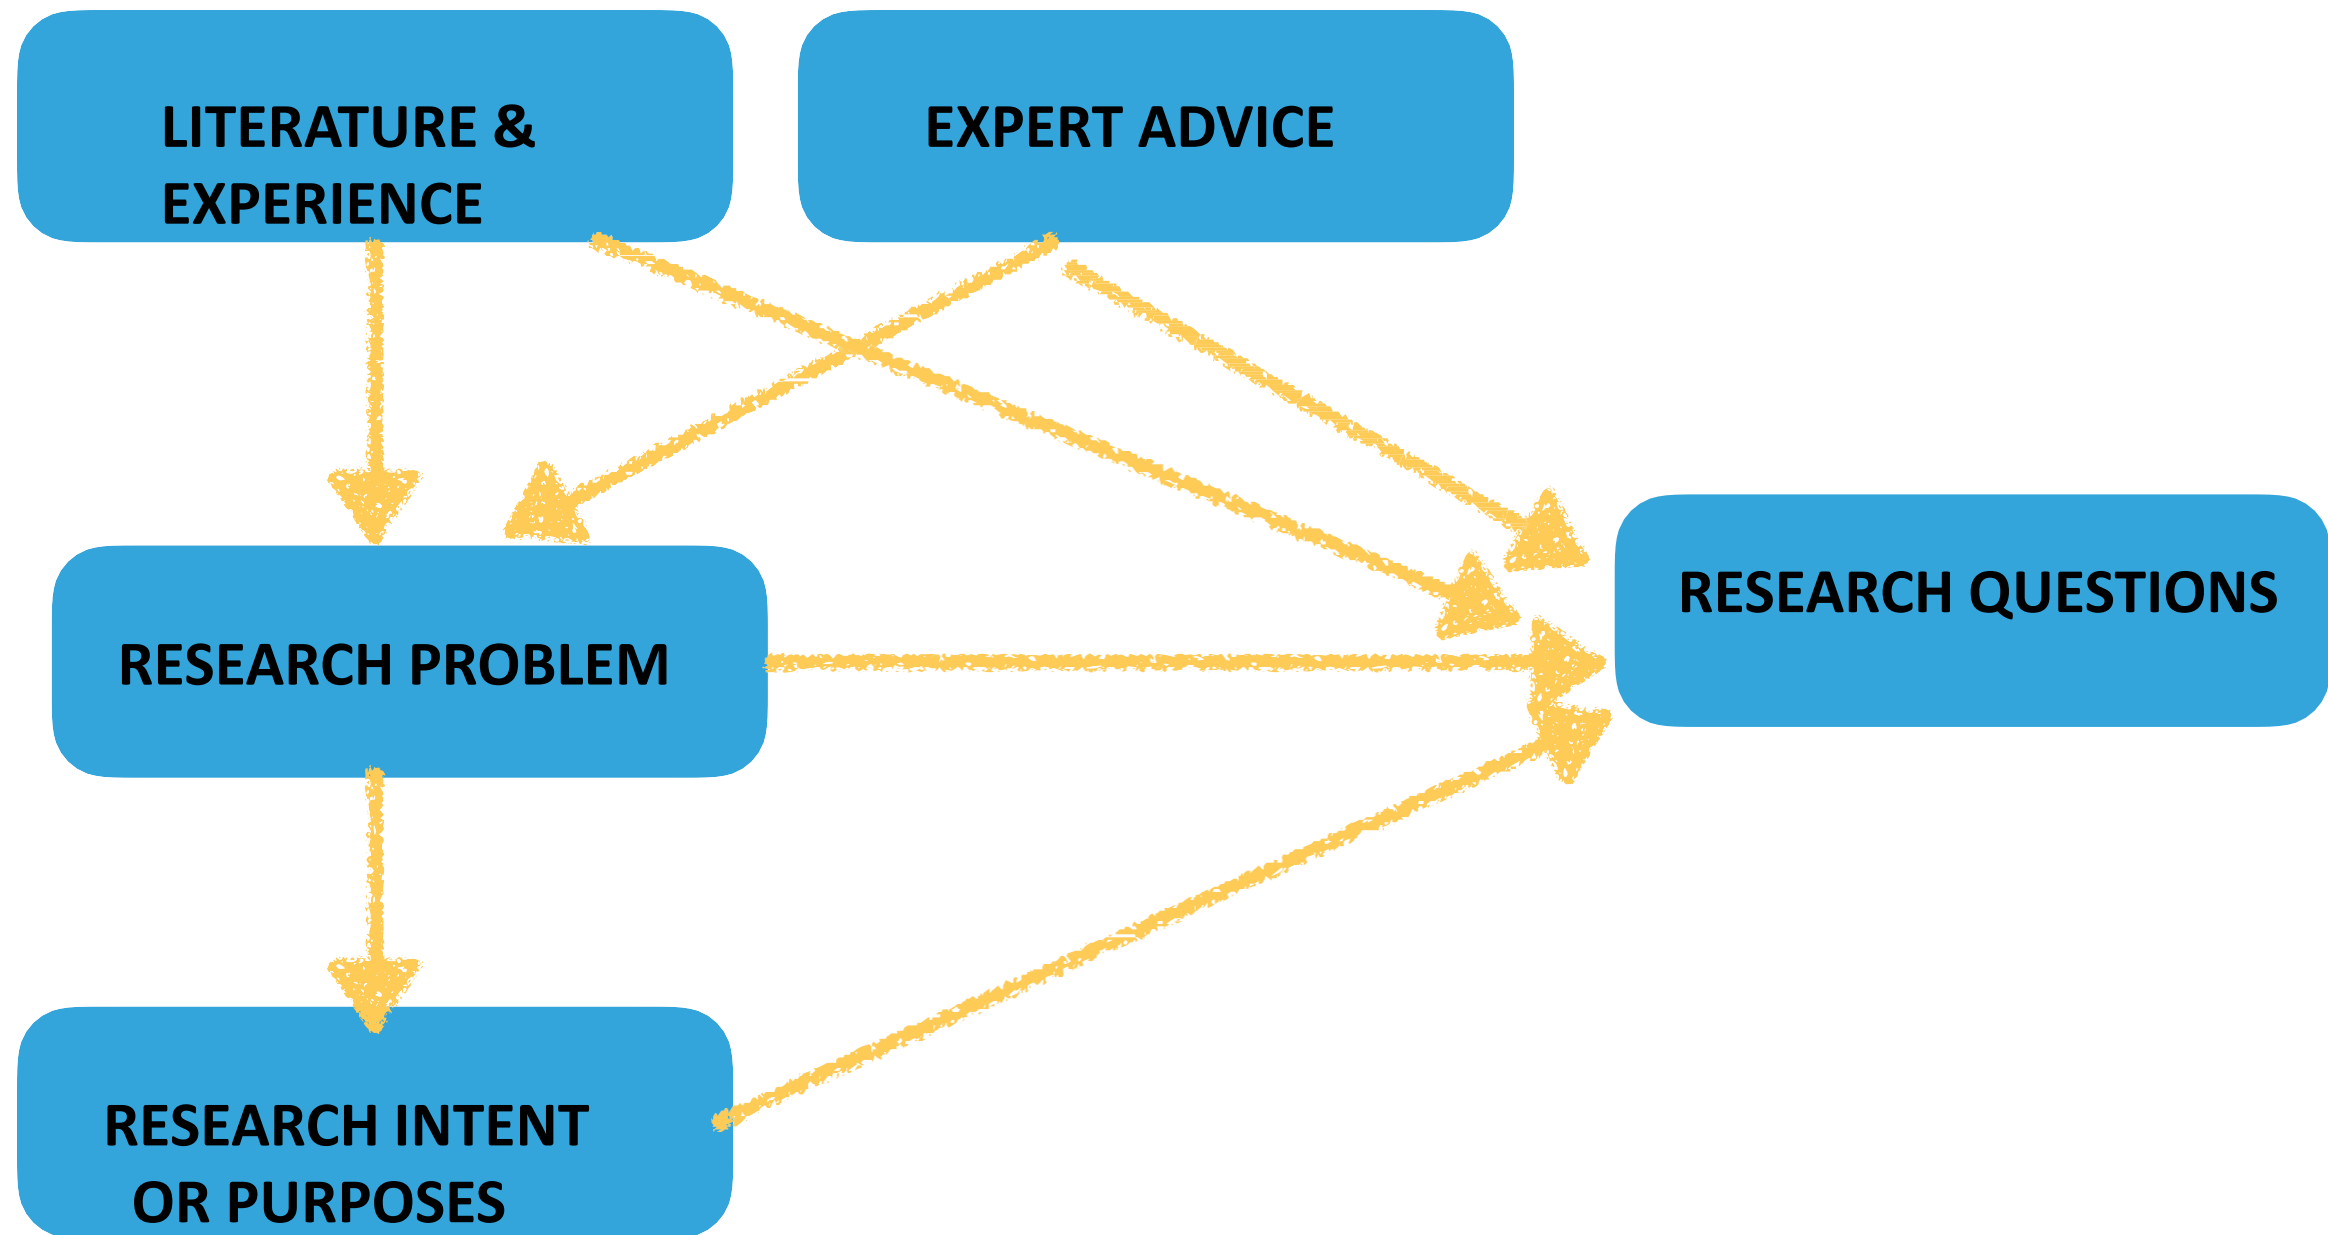 LITERATURE &
EXPERIENCE
EXPERT ADVICE
RESEARCH QUESTIONS
RESEARCH PROBLEM
RESEARCH INTENT
OR PURPOSES